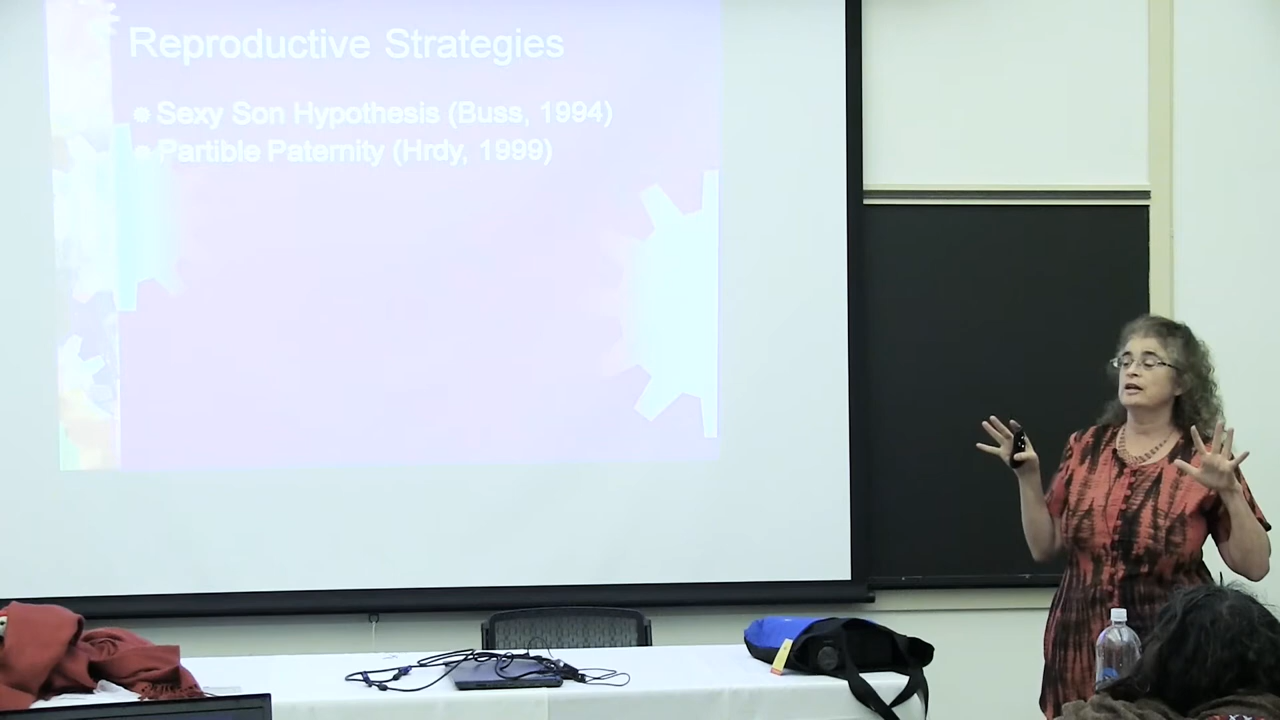 Reproductive Strategies
Sexy Son Hypothesis (Buss, 1994)
Partible Paternity (Hrdy, 1999)